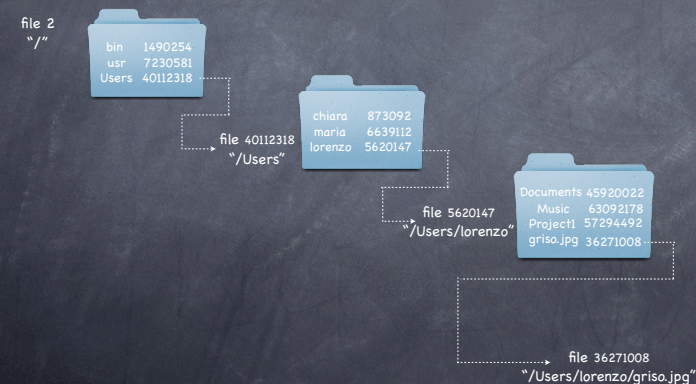 file 2
“/”
bin 1490254
usr 7230581
Users 40112318
file 40112318
“/Users”
chiara 873092
maria 6639112
lorenzo 5620147
file 5620147
“/Users/lorenzo”
Documents 45920022
Music 63092178
Project1 57294492
griso.jpg 36271008
file 36271008
“/Users/lorenzo/griso.jpg”